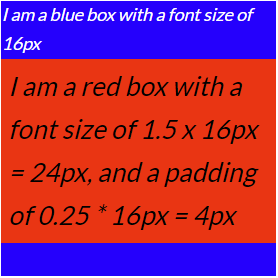 I am a blue box with a font size of
16px
I am a red box with a
font size of 1.5 x 16px
= 24px, and a padding
of 0.25 * 16px = 4px